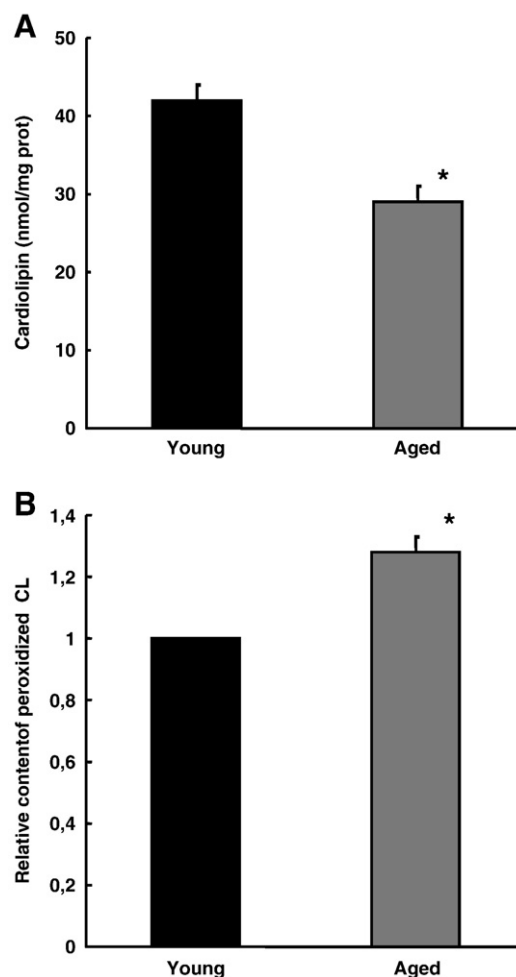 A
50
40
30
20
10
0
Cardiolipin (nmol/mg prot)
*
Young
Aged
B
1,4
1,2
1
0,8
0,6
0,4
0,2
0
Relative contentof peroxidized CL
*
Young
Aged